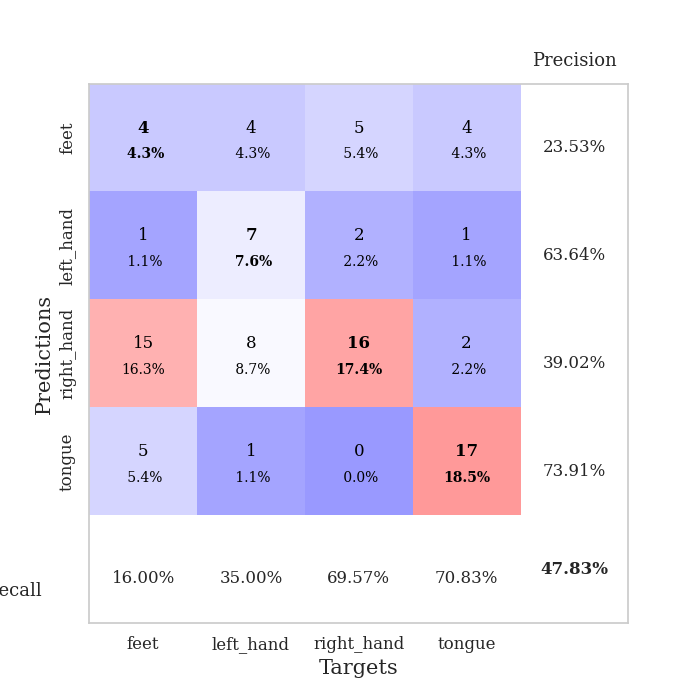 Precision
feet 4 4 5 4 23.53%
4.3% 4.3% 5.4% 4.3%
left_hand 1 7 2 1 63.64%
1.1% 7.6% 2.2% 1.1%
Predictions
right_hand 15 8 16 2 39.02%
16.3% 8.7% 17.4% 2.2%
tongue 5 1 0 17 73.91%
5.4% 1.1% 0.0% 18.5%
ecall 16.00% 35.00% 69.57% 70.83% 47.83%
feet left_hand right_hand tongue
Targets